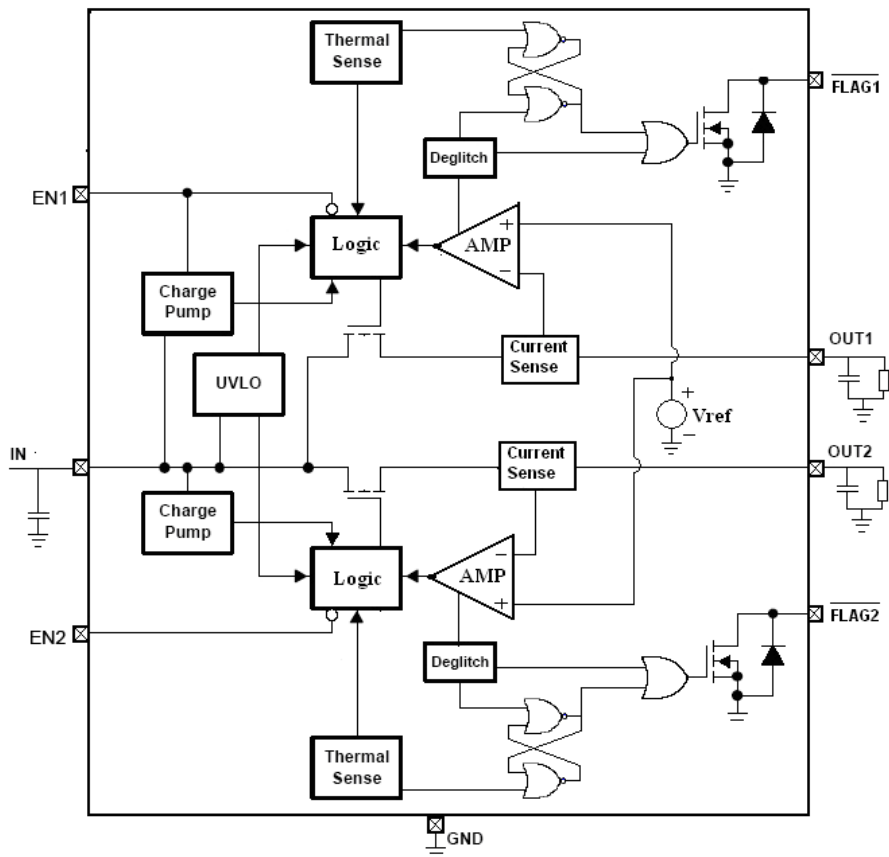 Thermal
Sense
FLAG1
Deglitch
EN1
+
AMP
−
Logic
Charge
Pump
OUT1
Current
Sense
UVLO
+
Vref
−
IN
OUT2
Current
Sense
Charge
Pump
−
AMP
+
Logic
FLAG2
EN2
Deglitch
Thermal
Sense
GND